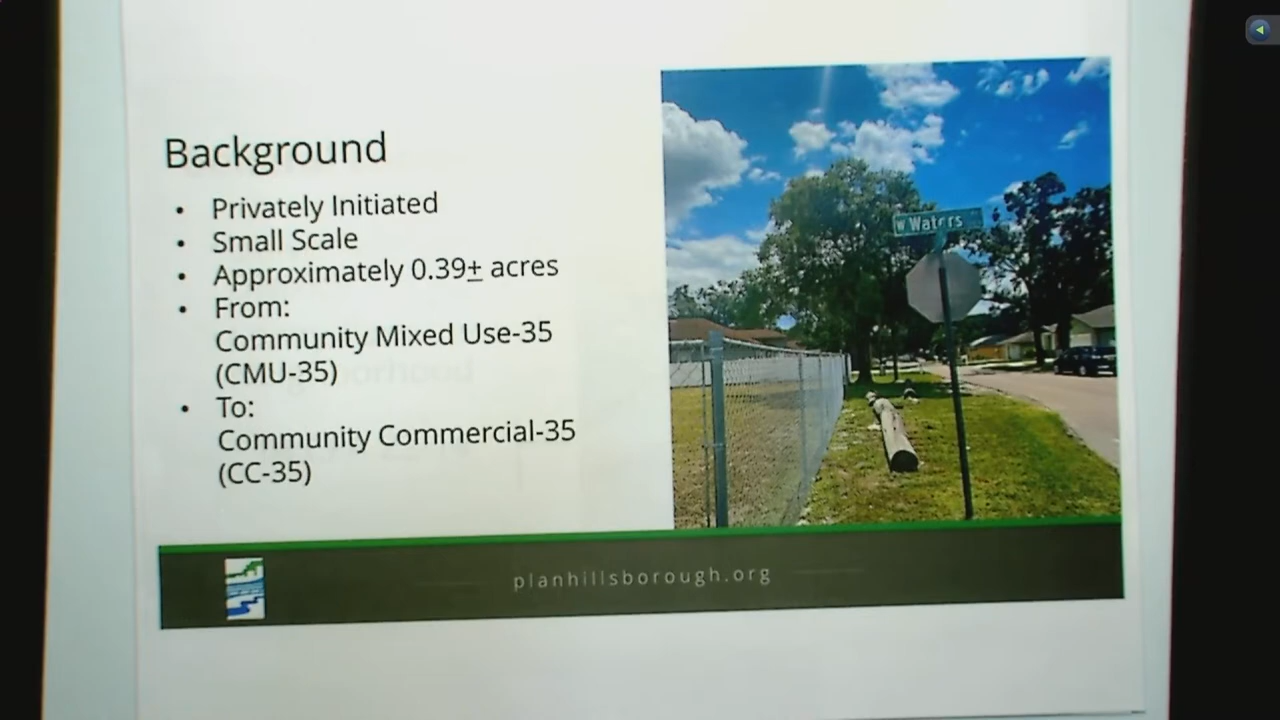 Background
• Privately Initiated
• Small Scale
• Approximately 0.39± acres
• From:
Community Mixed Use-35
(CMU-35)
• To:
Community Commercial-35
(CC-35)
W Waters
planhillsborough.org